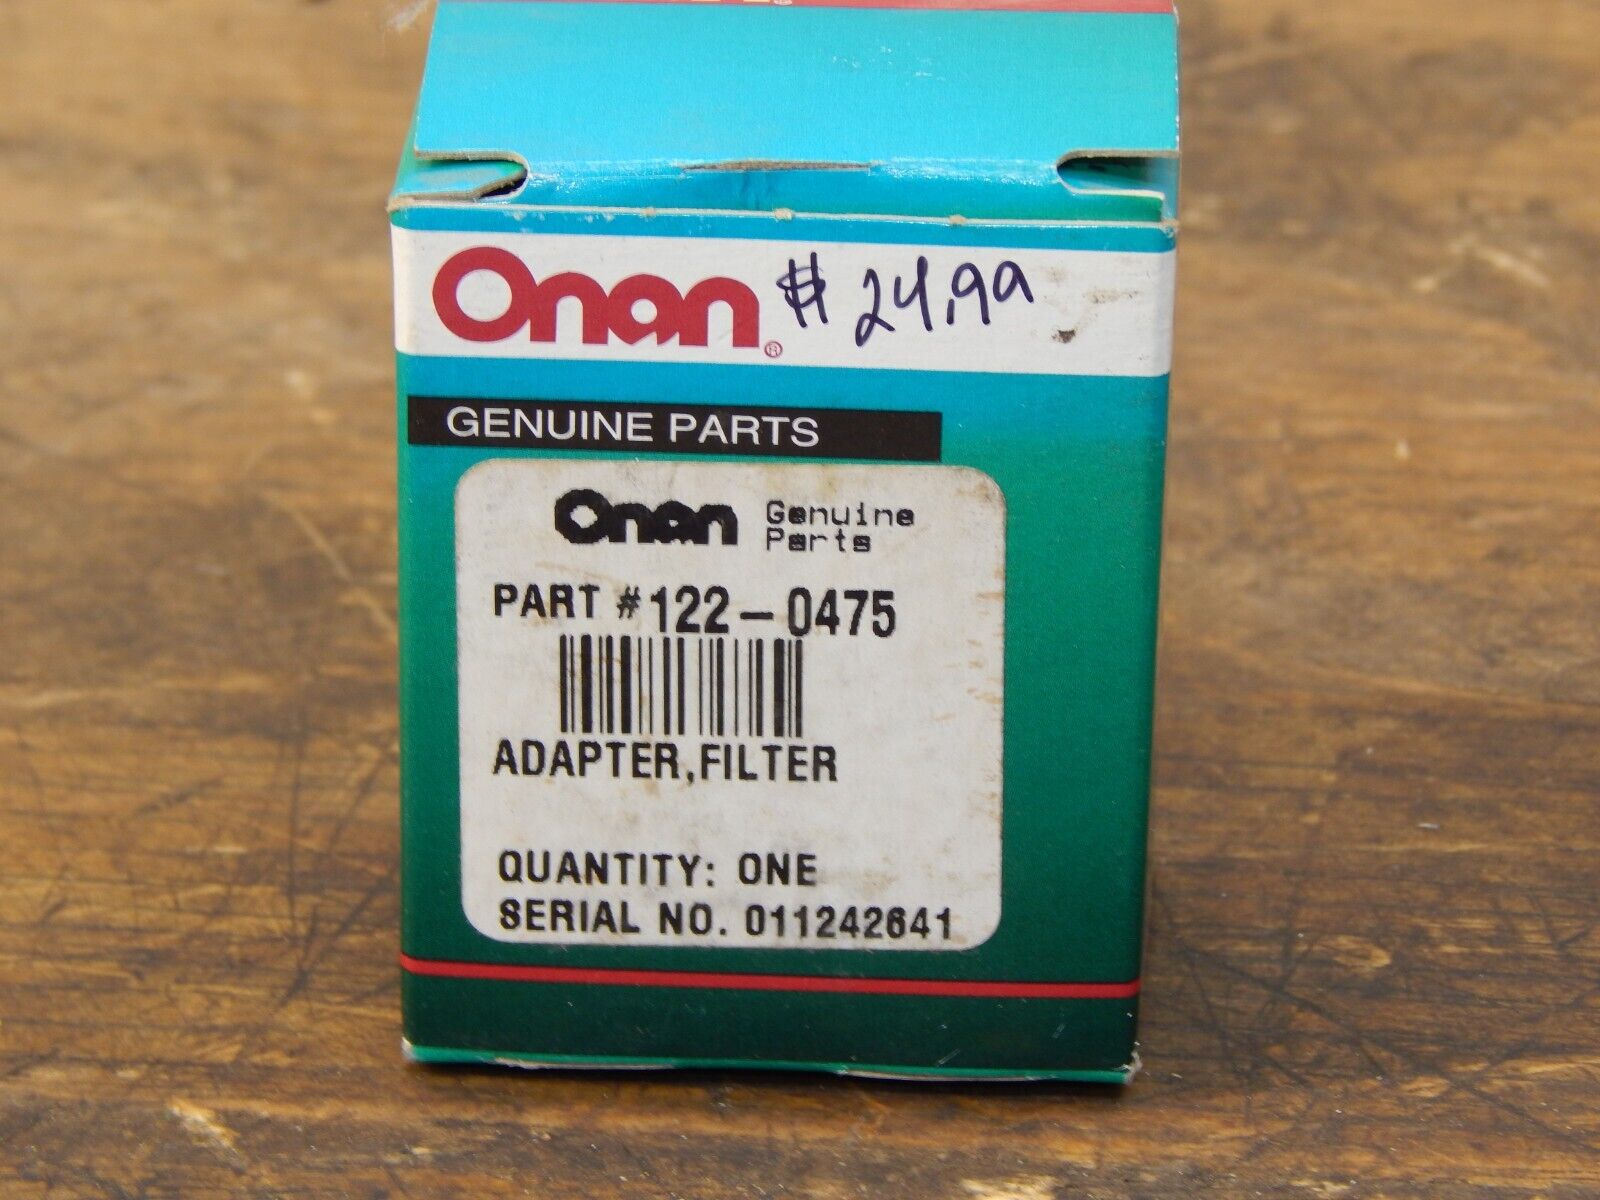 Onan® $ 24.99
GENUINE PARTS
Onan Genuine
Parts
PART #122-0475
ADAPTER,FILTER
QUANTITY: ONE
SERIAL NO. 011242641